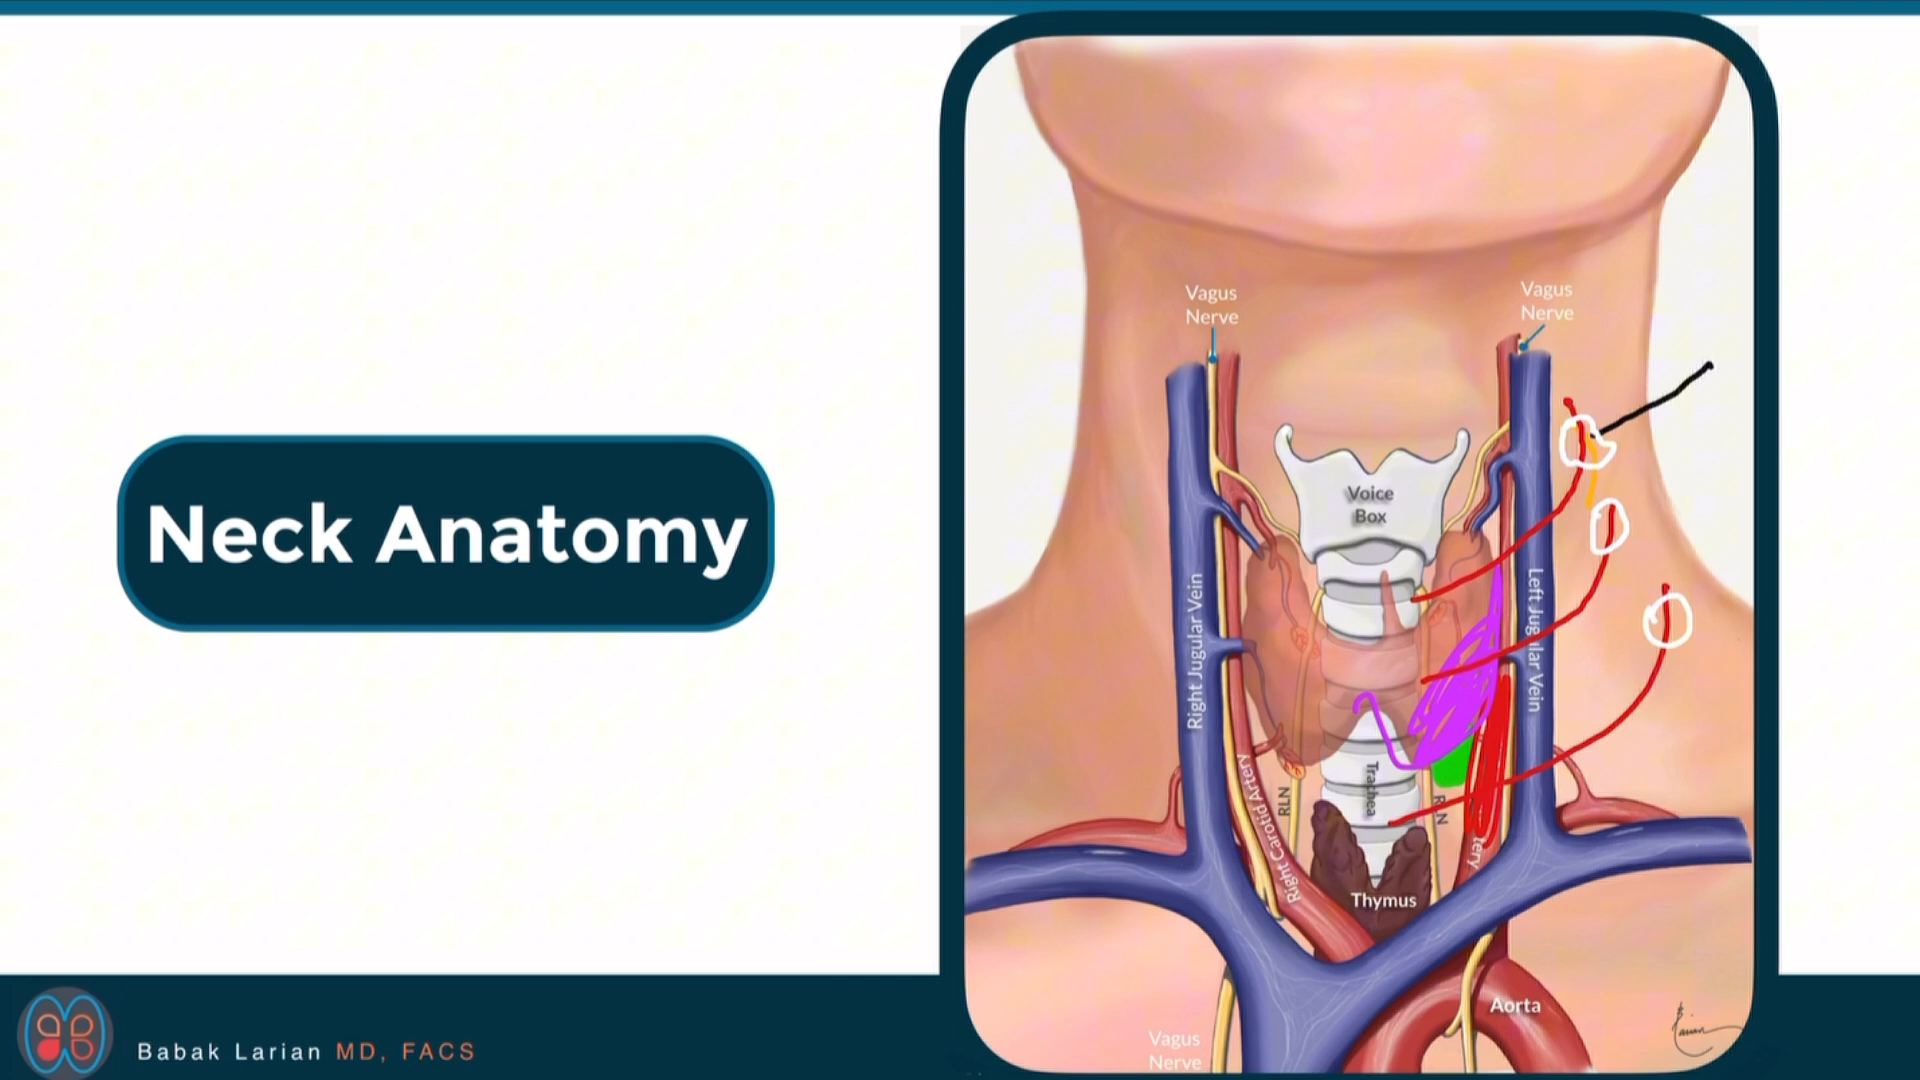 Neck Anatomy
Vagus
Nerve
Vagus
Nerve
Voice
Box
Right Jugular Vein
Left Jugular Vein
Right Carotid Artery
RLN
Trachea
RLN
tery
Thymus
Aorta
Vagus
Nerve
Babak Larian MD, FACS